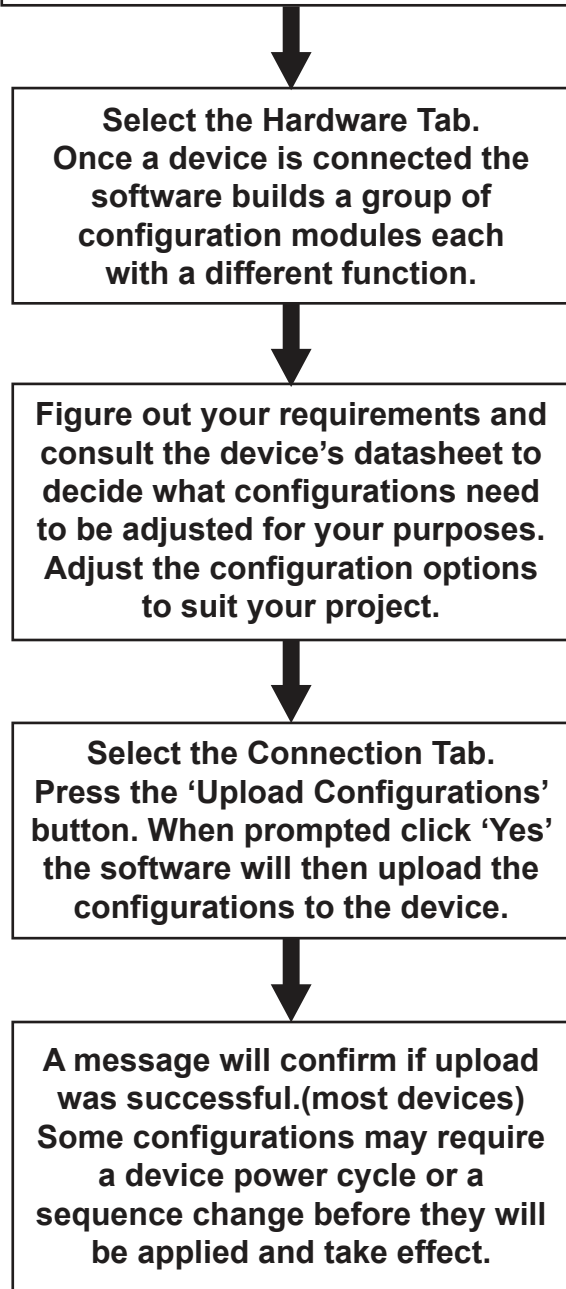 Select the Hardware Tab.
Once a device is connected the
software builds a group of
configuration modules each
with a different function.
Figure out your requirements and
consult the device’s datasheet to
decide what configurations need
to be adjusted for your purposes.
Adjust the configuration options
to suit your project.
Select the Connection Tab.
Press the ‘Upload Configurations’
button. When prompted click ‘Yes’
the software will then upload the
configurations to the device.
A message will confirm if upload
was successful.(most devices)
Some configurations may require
a device power cycle or a
sequence change before they will
be applied and take effect.